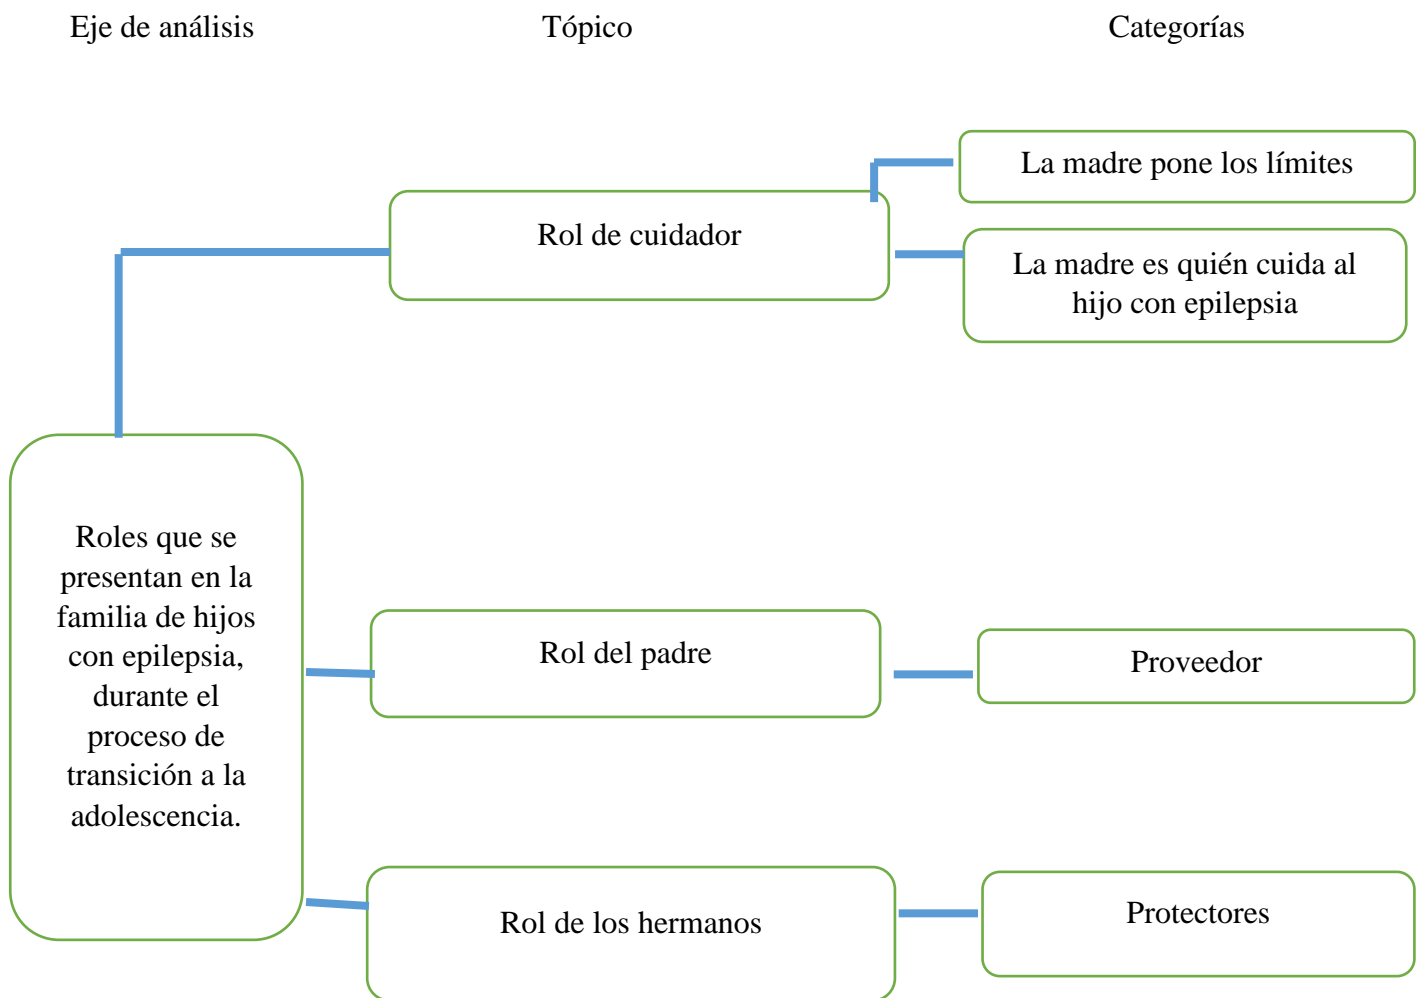 Eje de análisis
Tópico
Categorías
La madre pone los límites
Rol de cuidador
La madre es quién cuida al
hijo con epilepsia
Roles que se
presentan en la
familia de hijos
con epilepsia,
durante el
proceso de
transición a la
adolescencia.
Rol del padre
Proveedor
Rol de los hermanos
Protectores